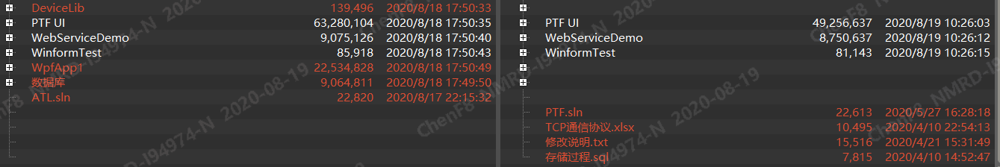 DeviceLib 139,496 2020/8/18 17:50:33
PTF UI 63,280,104 2020/8/18 17:50:35 PTF UI 49,256,637 2020/8/19 10:26:03
WebServiceDemo 9,075,126 2020/8/18 17:50:40 WebServiceDemo 8,750,637 2020/8/19 10:26:12
WinformTest 85,918 2020/8/18 17:50:43 WinformTest 81,143 2020/8/19 10:26:15
WpfApp1 22,534,828 2020/8/18 17:50:49
数据库 9,064,811 2020/8/18 17:49:50
ATL.sln 22,820 2020/8/17 22:15:32
PTF.sln 22,613 2020/5/27 16:28:18
TCP通信协议.xlsx 10,495 2020/4/10 22:54:13
修改说明.txt 15,516 2020/4/21 15:31:49
存储过程.sql 7,815 2020/4/10 14:52:47
ChenF8 NMRD-I94974-N 2020-08-19
ChenF8 NMRD-I94974-N 2020-08-19